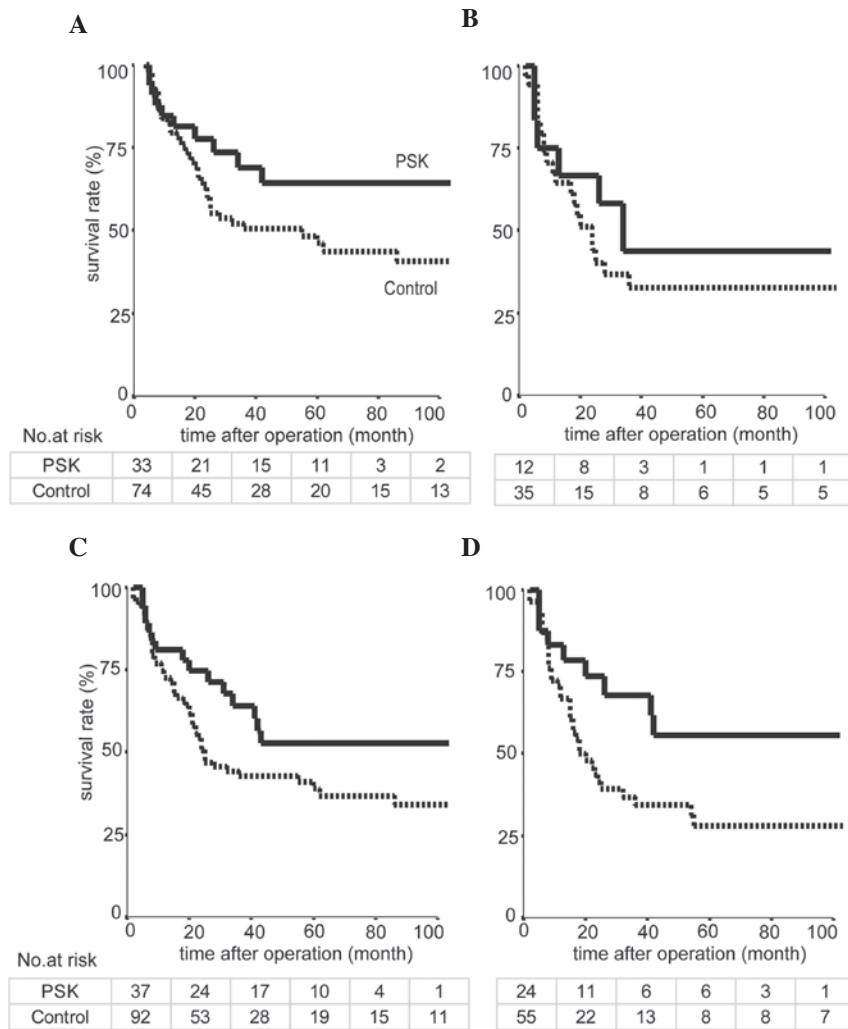 A
100
75
50
25
0
survival rate (%)
PSK
Control
0 20 40 60 80 100
time after operation (month)
No.at risk
PSK 33 21 15 11 3 2
Control 74 45 28 20 15 13
B
100
75
50
25
0
0 20 40 60 80 100
time after operation (month)
12 8 3 1 1 1
35 15 8 6 5 5
C
100
75
50
25
0
survival rate (%)
0 20 40 60 80 100
time after operation (month)
No.at risk
PSK 37 24 17 10 4 1
Control 92 53 28 19 15 11
D
100
75
50
25
0
0 20 40 60 80 100
time after operation (month)
24 11 6 6 3 1
55 22 13 8 8 7